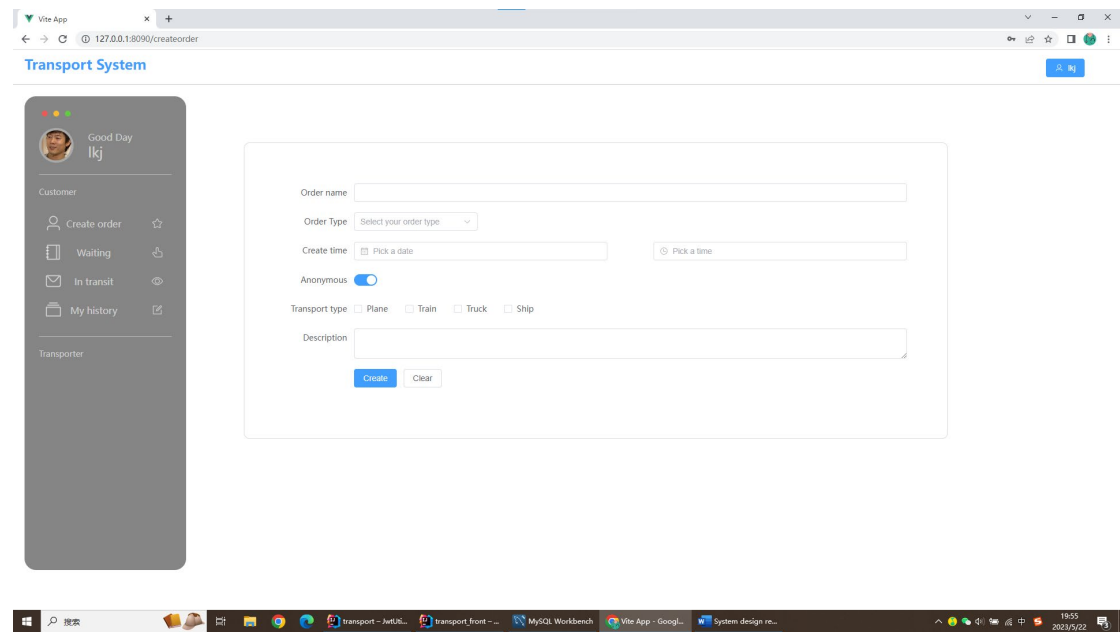 Vite App
127.0.0.1:8090/createorder
Transport System
lkj
Good Day
lkj
Customer
Create order
Waiting
In transit
My history
Transporter
Order name
Order Type Select your order type
Create time Pick a date Pick a time
Anonymous
Transport type Plane Train Truck Ship
Description
Create Clear
搜索
transport – JwtUti...
transport_front – ...
MySQL Workbench
Vite App - Googl...
System design re...
中
19:55
2023/5/22